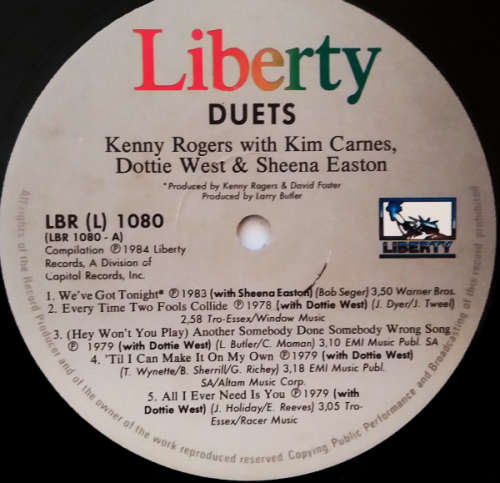 Liberty
DUETS
Kenny Rogers with Kim Carnes,
Dottie West & Sheena Easton
*Produced by Kenny Rogers & David Foster
Produced by Larry Butler
LBR (L) 1080
(LBR 1080 - A)
Compilation ℗1984 Liberty
Records, A Division of
Capitol Records, Inc.
LIBERTY
1. We've Got Tonight* ℗1983 (with Sheena Easton) (Bob Seger) 3,50 Warner Bros.
2. Every Time Two Fools Collide ℗1978 (with Dottie West) (J. Dyer/J. Tweel)
2,58 Tro-Essex/Window Music
3. (Hey Won't You Play) Another Somebody Done Somebody Wrong Song
℗ 1979 (with Dottie West) (L. Butler/C. Moman) 3,10 EMI Music Publ. SA
4. 'Til I Can Make It On My Own ℗1979 (with Dottie West)
(T. Wynette/B. Sherrill/G. Richey) 3,18 EMI Music Publ.
SA/Altam Music Corp.
5. All I Ever Need Is You ℗1979 (with
Dottie West) (J. Holiday/E. Reeves) 3,05 Tro-
Essex/Racer Music
All rights of the Record Producer and of the owner of the work reproduced reserved. Copying, Public Performance and Broadcasting of this record prohibited